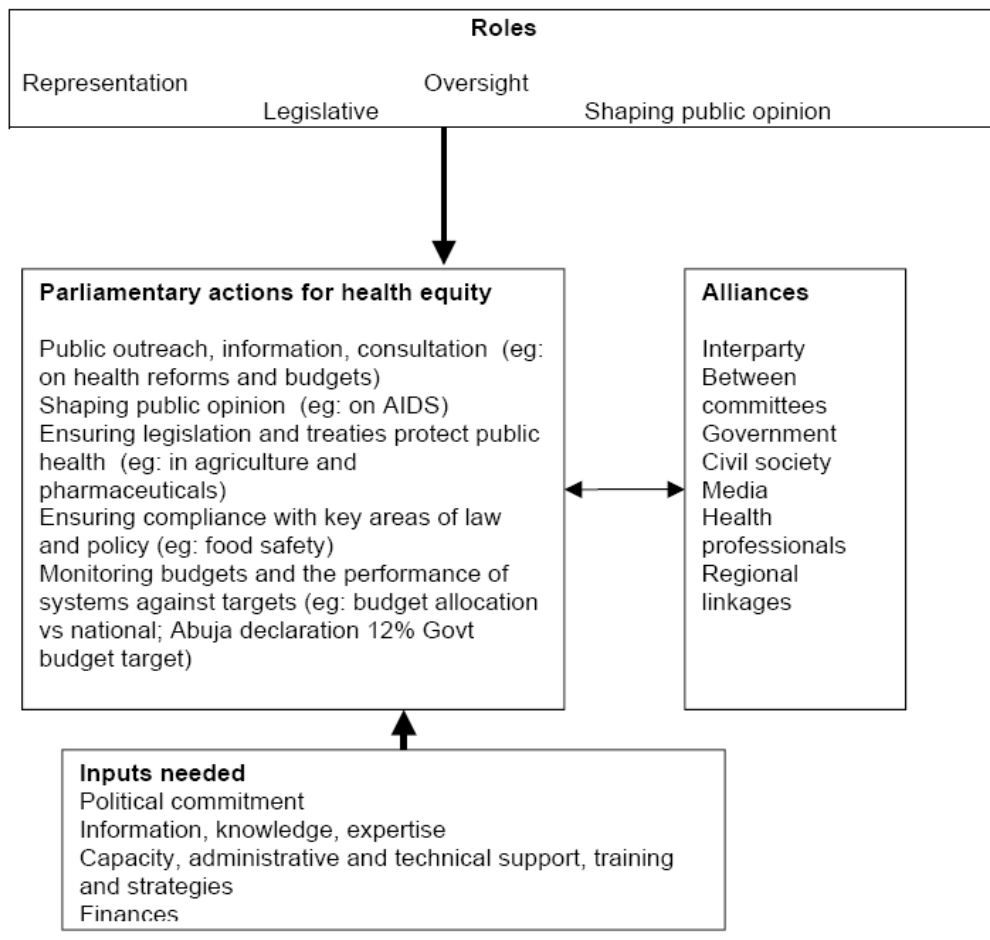 Roles
Representation Oversight
Legislative Shaping public opinion
Parliamentary actions for health equity
Public outreach, information, consultation (eg:
on health reforms and budgets)
Shaping public opinion (eg: on AIDS)
Ensuring legislation and treaties protect public
health (eg: in agriculture and
pharmaceuticals)
Ensuring compliance with key areas of law
and policy (eg: food safety)
Monitoring budgets and the performance of
systems against targets (eg: budget allocation
vs national; Abuja declaration 12% Govt
budget target)
Alliances
Interparty
Between
committees
Government
Civil society
Media
Health
professionals
Regional
linkages
Inputs needed
Political commitment
Information, knowledge, expertise
Capacity, administrative and technical support, training
and strategies
Finances